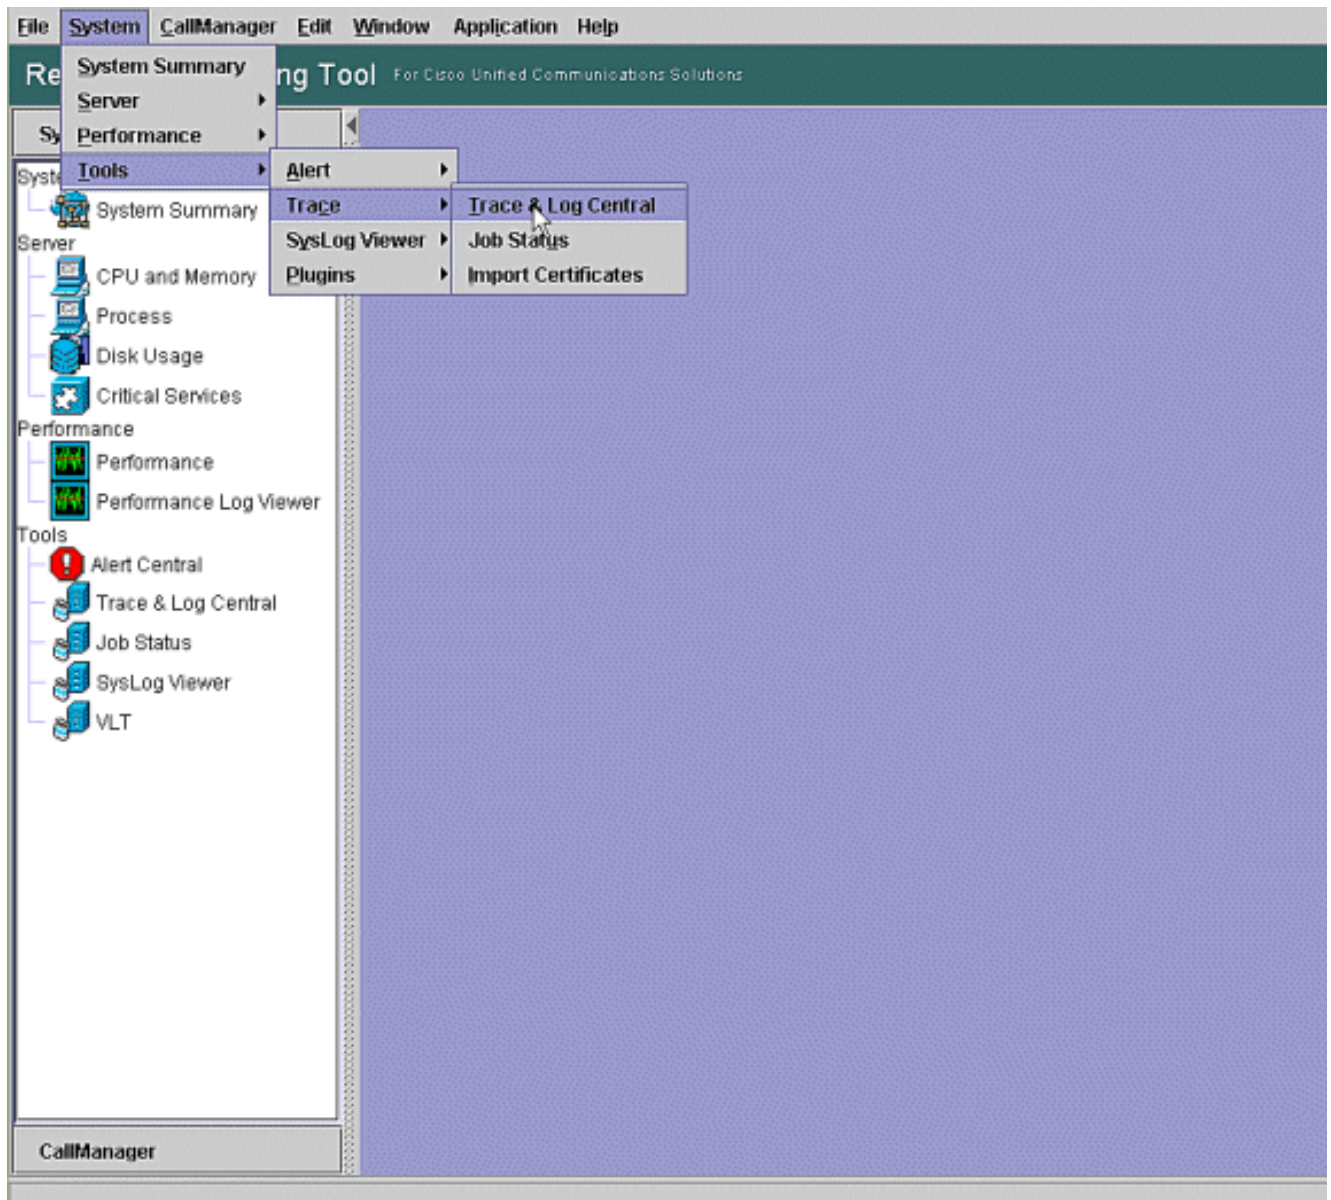 File System CallManager Edit Window Application Help
Re ng Tool For Cisco Unified Communications Solutions
System Summary
Server
Performance
Tools
Alert
Trace
SysLog Viewer
Plugins
Trace & Log Central
Job Status
Import Certificates
Sy
Syste
System Summary
Server
CPU and Memory
Process
Disk Usage
Critical Services
Performance
Performance
Performance Log Viewer
Tools
Alert Central
Trace & Log Central
Job Status
SysLog Viewer
VLT
CallManager